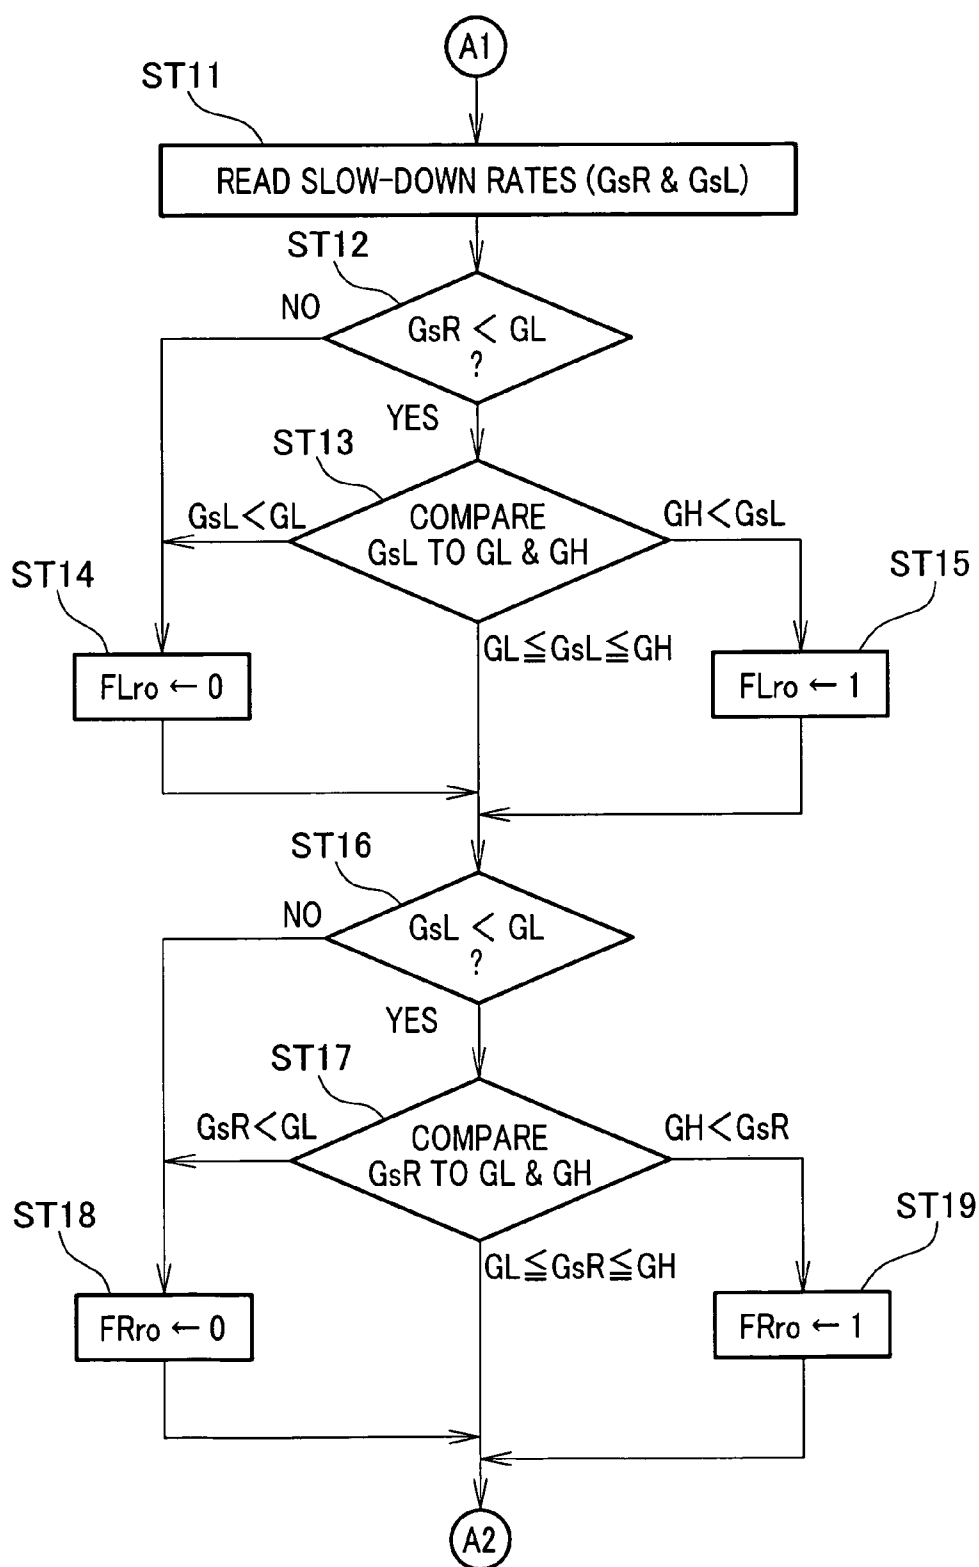 A1
ST11
READ SLOW-DOWN RATES (GsR & GsL)
ST12
NO
GsR < GL
?
YES
ST13
GsL<GL
COMPARE
GsL TO GL & GH
GH<GsL
ST14
ST15
GL≦GsL≦GH
FLro ← 0
FLro ← 1
ST16
NO
GsL < GL
?
YES
ST17
GsR<GL
COMPARE
GsR TO GL & GH
GH<GsR
ST18
ST19
GL≦GsR≦GH
FRro ← 0
FRro ← 1
A2